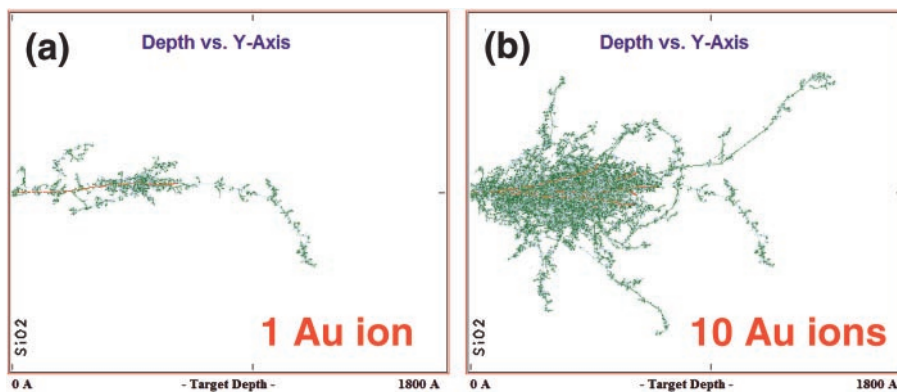 (a)
Depth vs. Y-Axis
SiO2
1 Au ion
0 A - Target Depth - 1800 A
(b)
Depth vs. Y-Axis
SiO2
10 Au ions
0 A - Target Depth - 1800 A